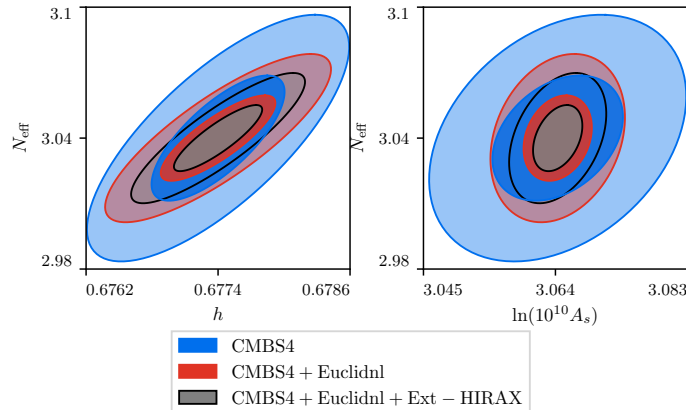 3.1
3.04
2.98
N_eff
0.6762
0.6774
0.6786
h
3.1
3.04
2.98
N_eff
3.045
3.064
3.083
ln(10^10 A_s)
CMBS4
CMBS4 + Euclidnl
CMBS4 + Euclidnl + Ext − HIRAX